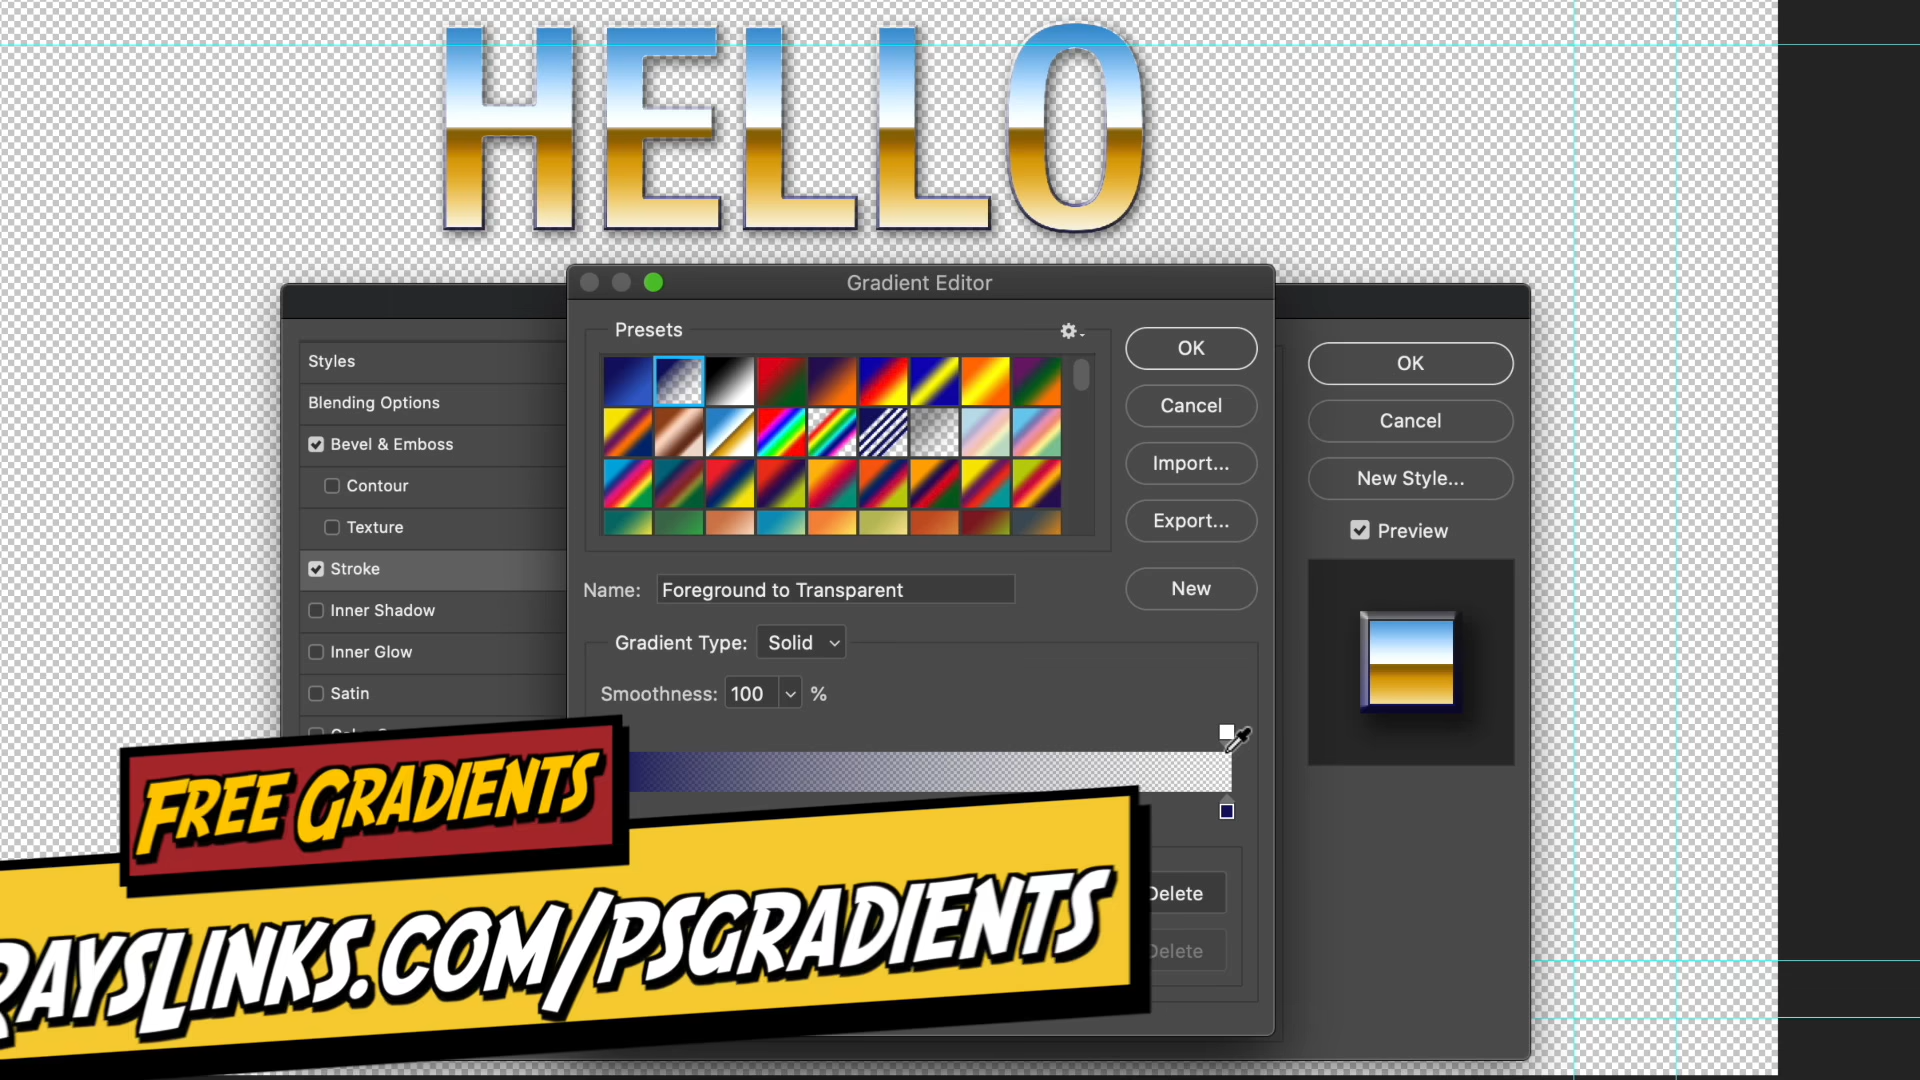 HELLO
Gradient Editor
Presets
OK
Cancel
Import...
Export...
Name: Foreground to Transparent
New
Gradient Type: Solid
Smoothness: 100 %
Delete
Delete
Styles
Blending Options
Bevel & Emboss
Contour
Texture
Stroke
Inner Shadow
Inner Glow
Satin
OK
Cancel
New Style...
Preview
FREE GRADIENTS
RAYSLINKS.COM/PSGRADIENTS